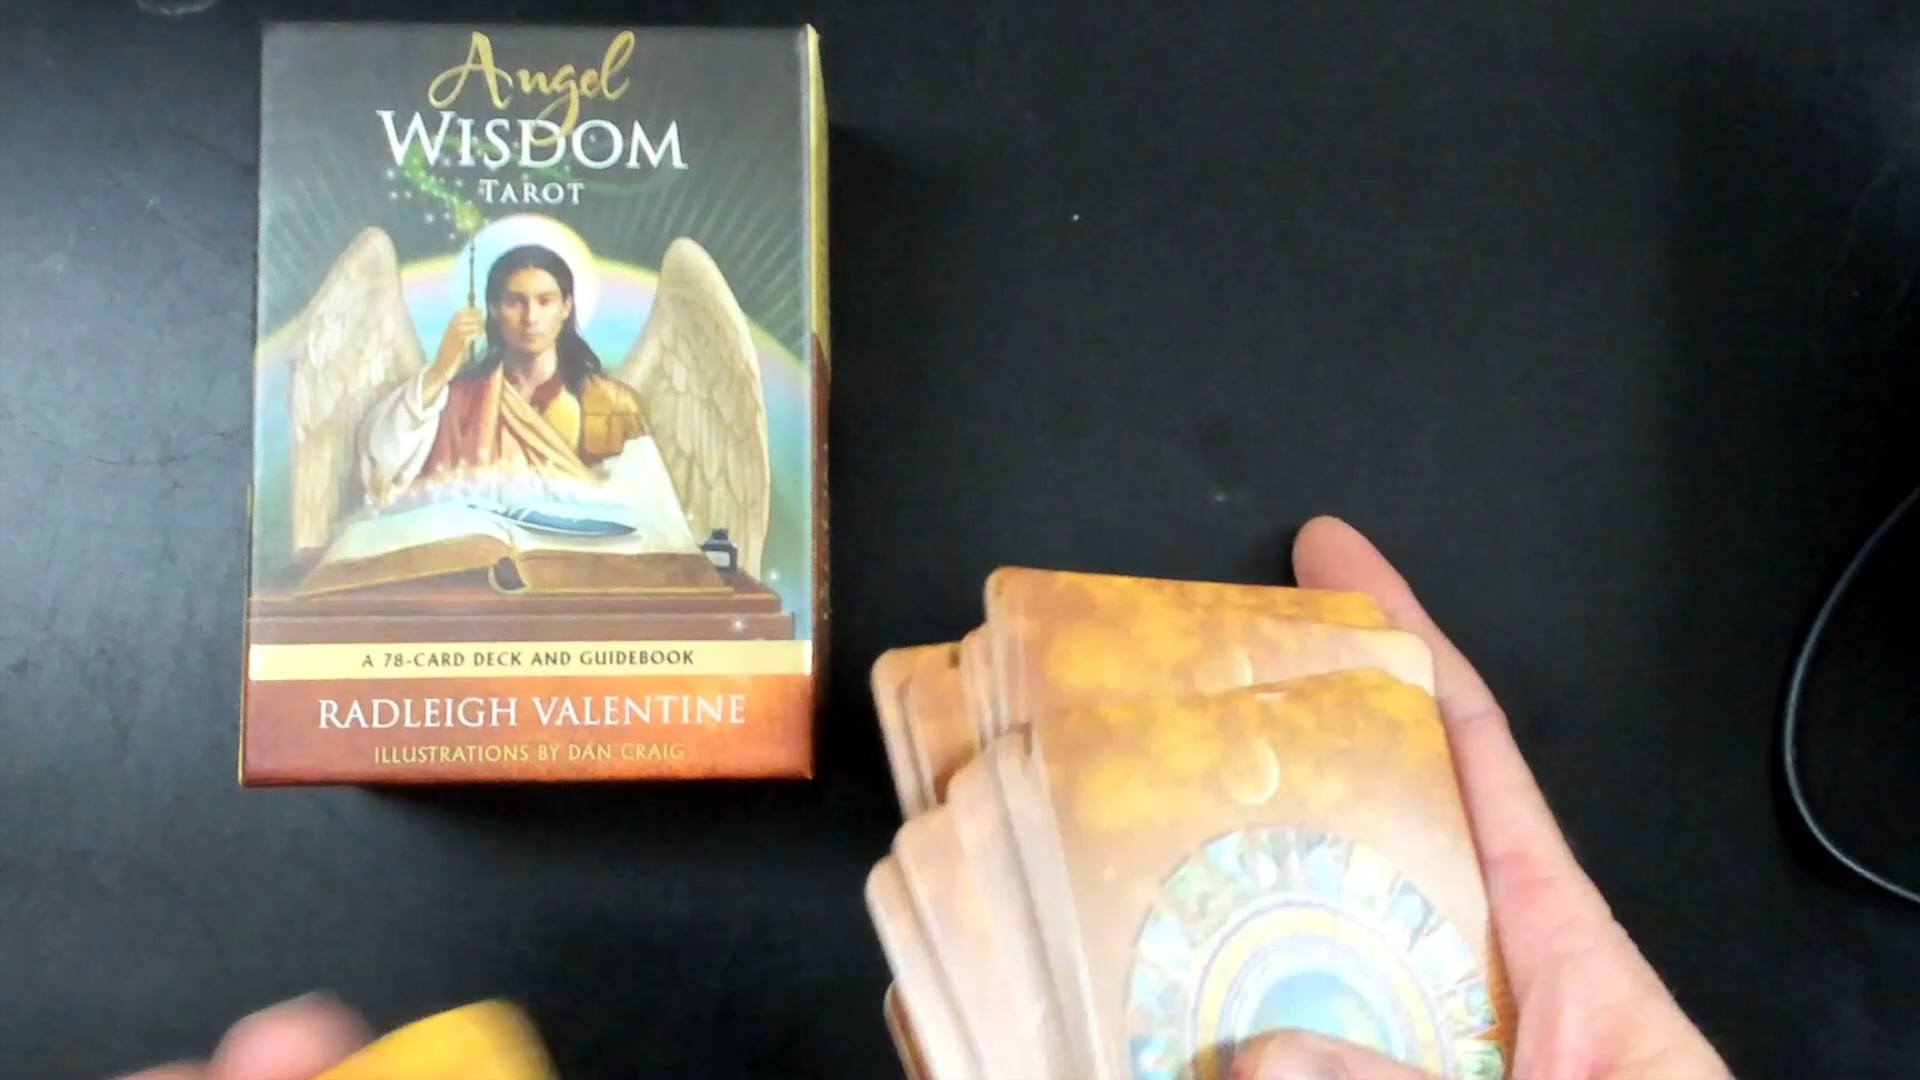 Angel
WISDOM
TAROT
A 78-CARD DECK AND GUIDEBOOK
RADLEIGH VALENTINE
ILLUSTRATIONS BY DAN CRAIG